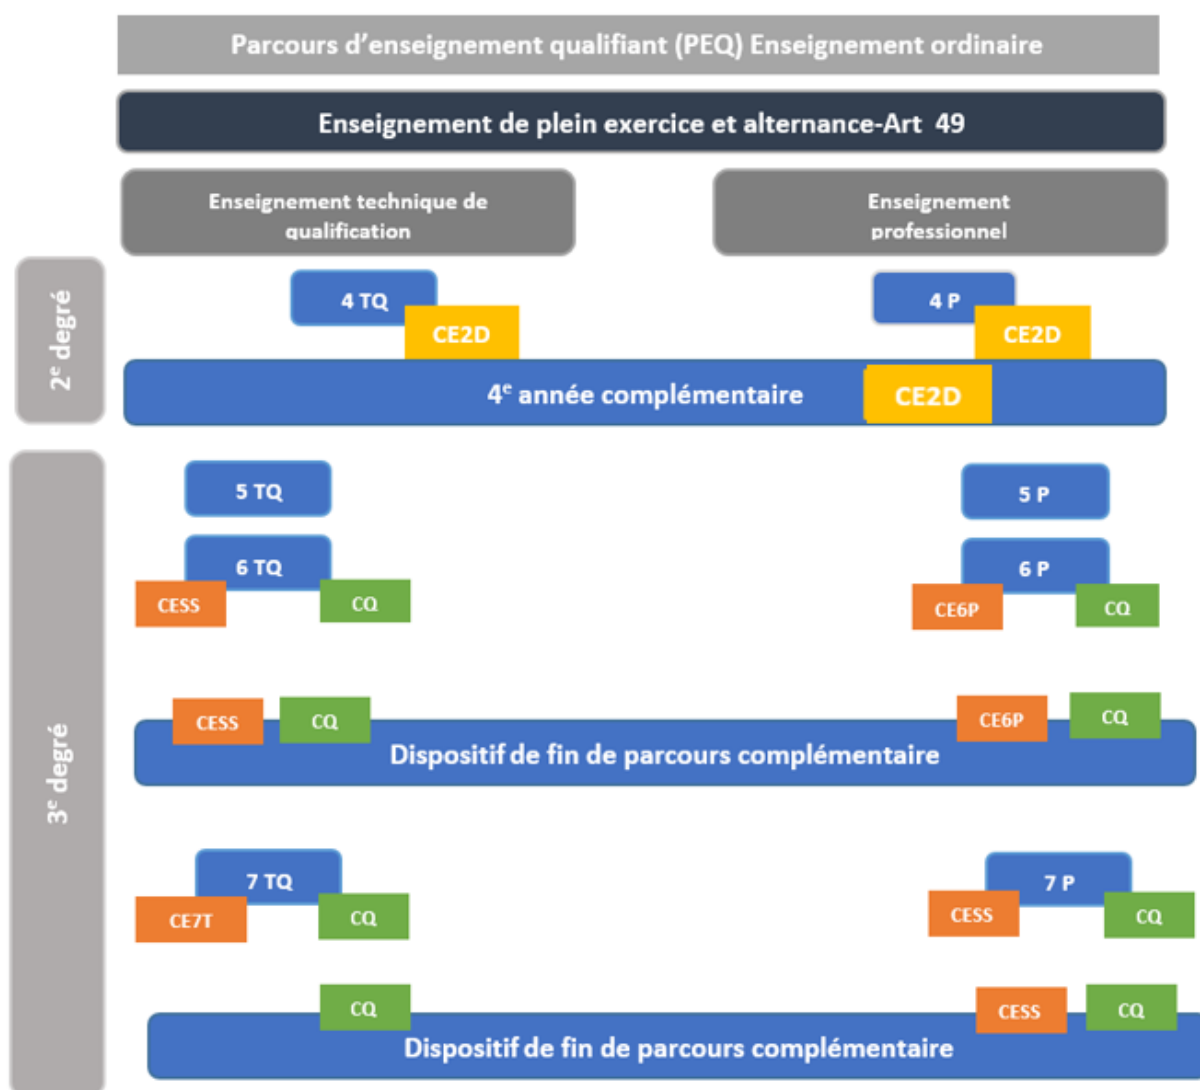 Parcours d'enseignement qualifiant (PEQ) Enseignement ordinaire
Enseignement de plein exercice et alternance-Art 49
Enseignement technique de
qualification
Enseignement
professionnel
2e degré
4 TQ
CE2D
4 P
CE2D
4e année complémentaire
CE2D
3e degré
5 TQ
5 P
6 TQ
6 P
CESS
CQ
CE6P
CQ
CESS
CQ
CE6P
CQ
Dispositif de fin de parcours complémentaire
7 TQ
7 P
CE7T
CQ
CESS
CQ
CQ
CESS
CQ
Dispositif de fin de parcours complémentaire